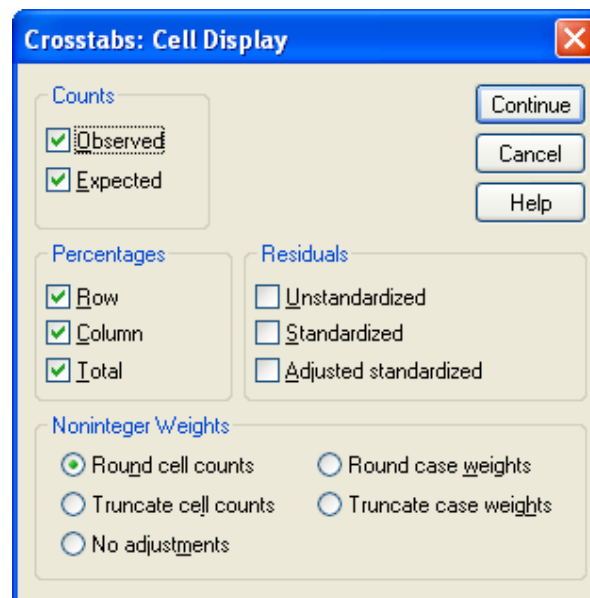 Crosstabs: Cell Display
Counts
Observed
Expected
Continue
Cancel
Help
Percentages
Row
Column
Total
Residuals
Unstandardized
Standardized
Adjusted standardized
Noninteger Weights
Round cell counts
Round case weights
Truncate cell counts
Truncate case weights
No adjustments